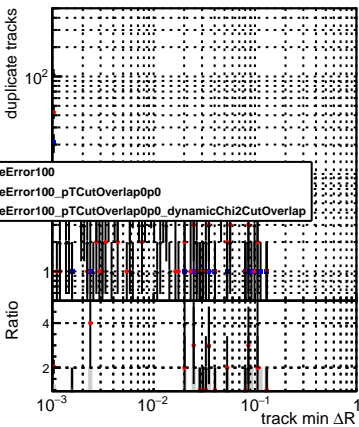 duplicate tracks
10²
eError100
eError100_pTCutOverlap0p0
eError100_pTCutOverlap0p0_dynamicChi2CutOverlap
1
Ratio
4
2
10⁻³ 10⁻² 10⁻¹ 1
track min ΔR